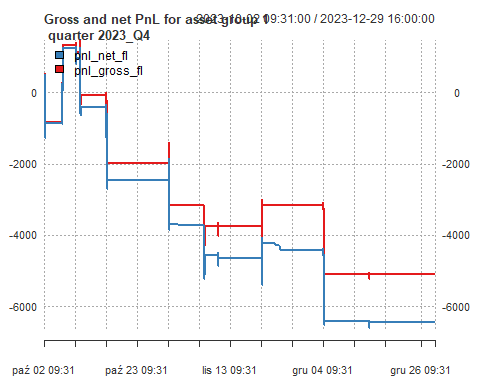 Gross and net PnL for asset group 1
quarter 2023_Q4
2023-10-02 09:31:00 / 2023-12-29 16:00:00
pnl_net_fl
pnl_gross_fl
0 0
-2000 -2000
-4000 -4000
-6000 -6000
paź 02 09:31 paź 23 09:31 lis 13 09:31 gru 04 09:31 gru 26 09:31